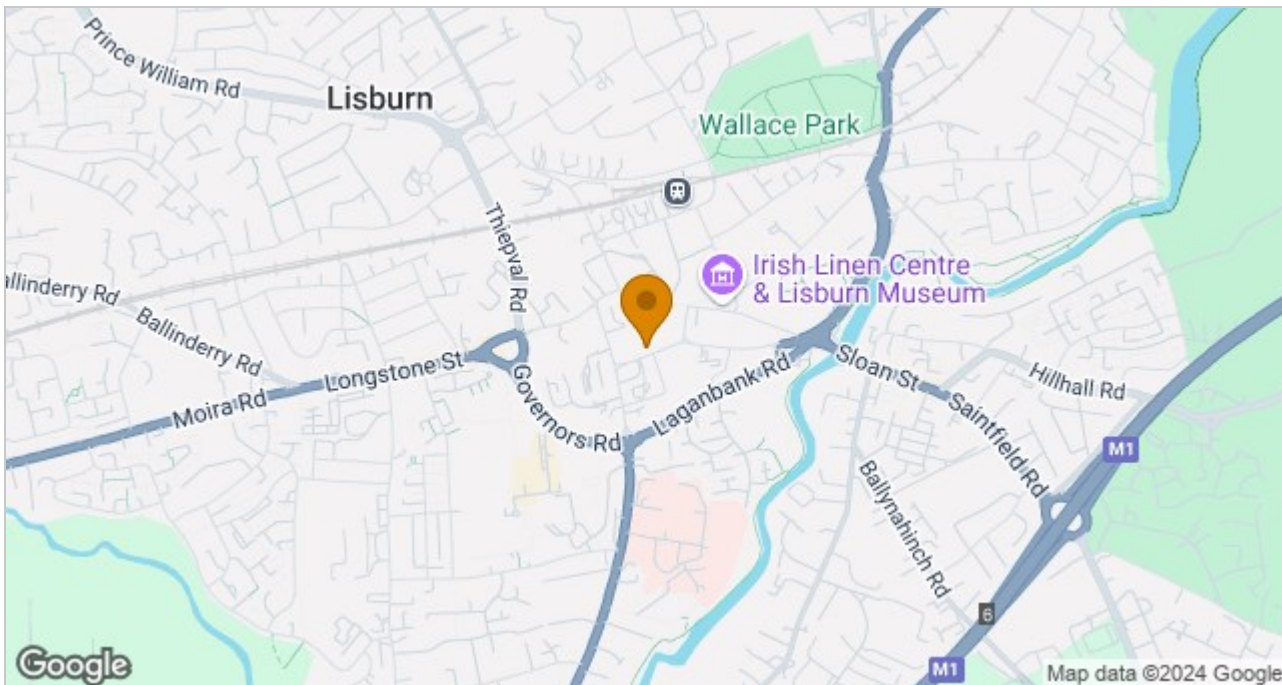 Prince William Rd
Lisburn
Wallace Park
Thiepval Rd
Irish Linen Centre
& Lisburn Museum
allinderry Rd
Ballinderry Rd
Longstone St
Moira Rd
Governors Rd
Laganbank Rd
Sloan St
Hillhall Rd
Saintfield Rd
M1
Ballynahinch Rd
6
M1
Google
Map data ©2024 Google